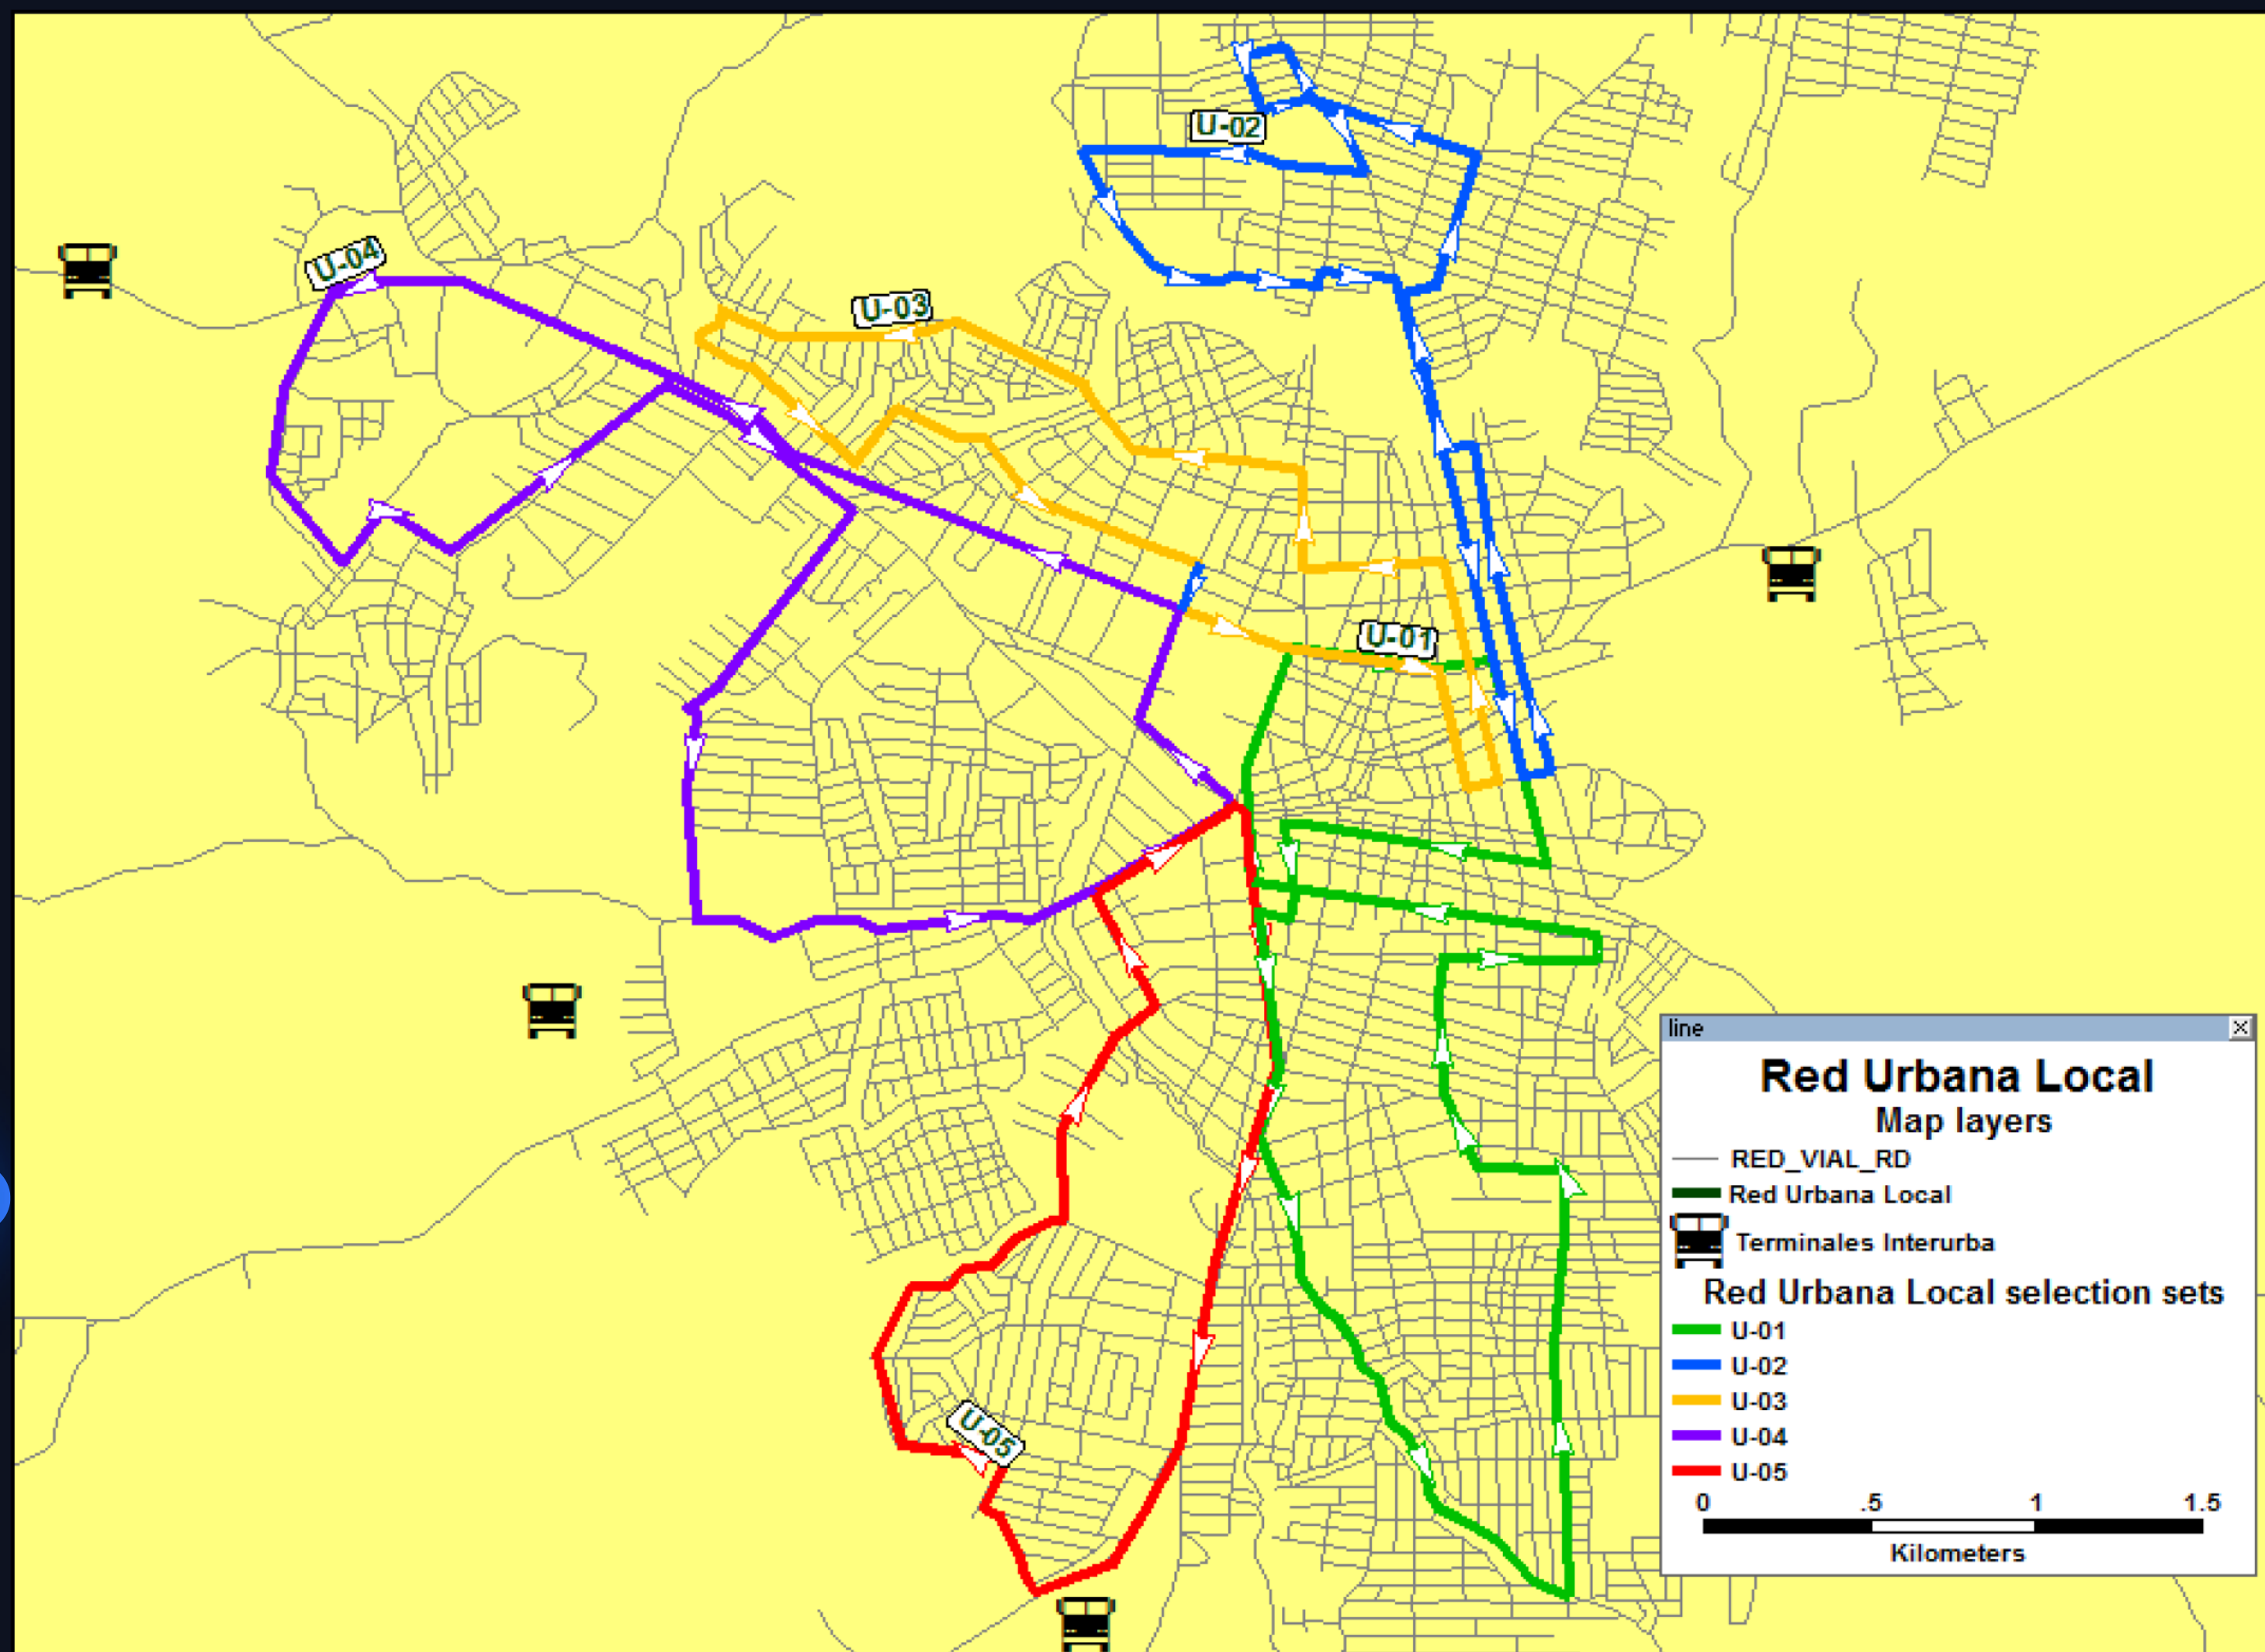 U-02
U-04
U-03
U-01
U-05
line
Red Urbana Local
Map layers
RED_VIAL_RD
Red Urbana Local
Terminales Interurba
Red Urbana Local selection sets
U-01
U-02
U-03
U-04
U-05
0 .5 1 1.5
Kilometers